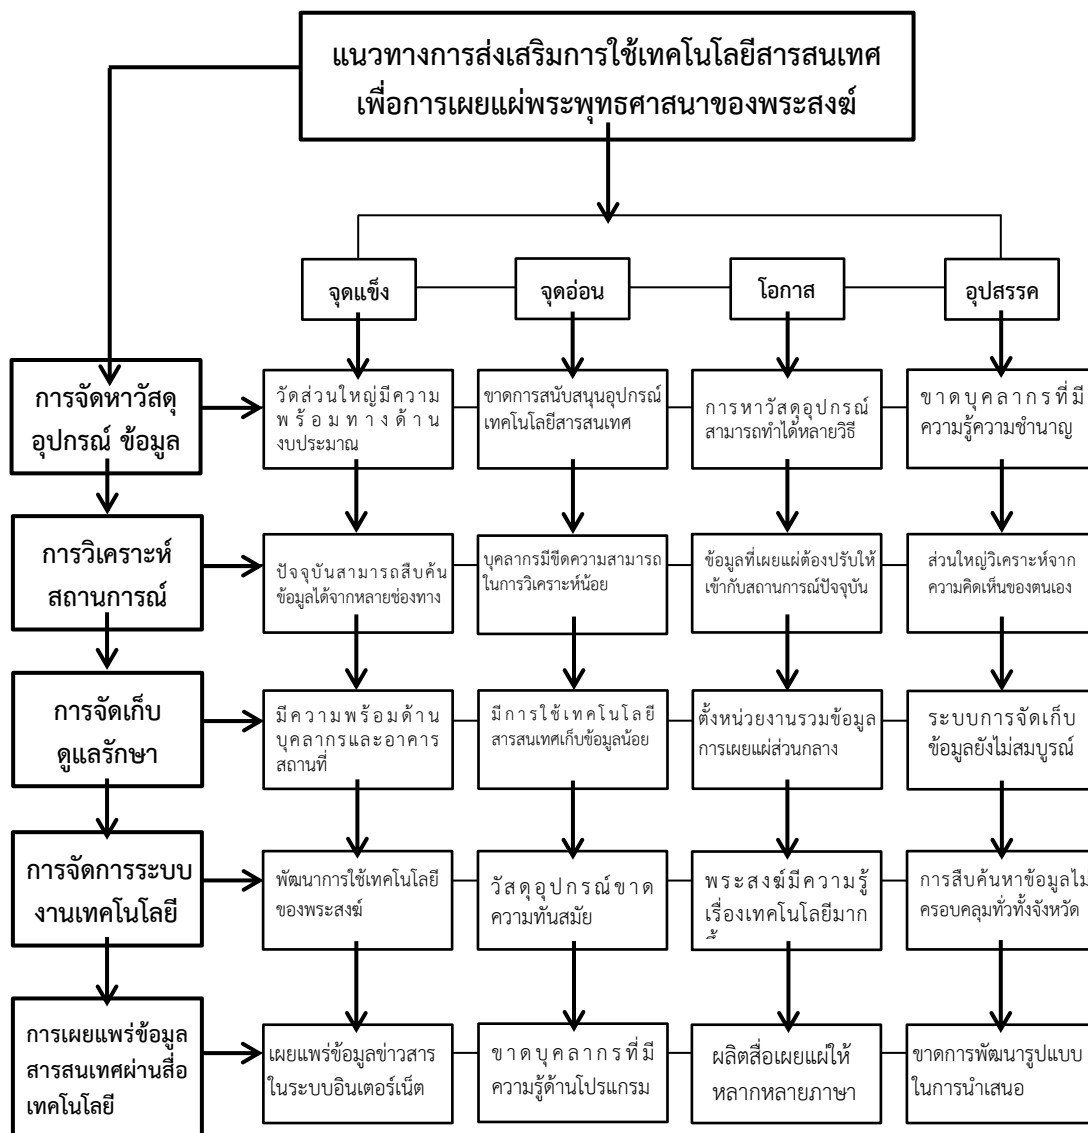 แนวทางการส่งเสริมการใช้เทคโนโลยีสารสนเทศ
เพื่อการเผยแผ่พระพุทธศาสนาของพระสงฆ์
จุดแข็ง
จุดอ่อน
โอกาส
อุปสรรค
การจัดหาวัสดุ
อุปกรณ์ ข้อมูล
วัดส่วนใหญ่มีความ
พร้อมทางด้าน
งบประมาณ
ขาดการสนับสนุนอุปกรณ์
เทคโนโลยีสารสนเทศ
การหาวัสดุอุปกรณ์
สามารถทำได้หลายวิธี
ขาดบุคลากรที่มี
ความรู้ความชำนาญ
การวิเคราะห์
สถานการณ์
ปัจจุบันสามารถสืบค้น
ข้อมูลได้จากหลายช่องทาง
บุคลากรมีขีดความสามารถ
ในการวิเคราะห์น้อย
ข้อมูลที่เผยแผ่ต้องปรับให้
เข้ากับสถานการณ์ปัจจุบัน
ส่วนใหญ่วิเคราะห์จาก
ความคิดเห็นของตนเอง
การจัดเก็บ
ดูแลรักษา
มีความพร้อมด้าน
บุคลากรและอาคาร
สถานที่
มีการใช้เทคโนโลยี
สารสนเทศเก็บข้อมูลน้อย
ตั้งหน่วยงานรวมข้อมูล
การเผยแผ่ส่วนกลาง
ระบบการจัดเก็บ
ข้อมูลยังไม่สมบูรณ์
การจัดการระบบ
งานเทคโนโลยี
พัฒนาการใช้เทคโนโลยี
ของพระสงฆ์
วัสดุอุปกรณ์ขาด
ความทันสมัย
พระสงฆ์มีความรู้
เรื่องเทคโนโลยีมาก
การสืบค้นหาข้อมูลไม่
ครอบคลุมทั่วทั้งจังหวัด
การเผยแพร่ข้อมูล
สารสนเทศผ่านสื่อ
เทคโนโลยี
เผยแพร่ข้อมูลข่าวสาร
ในระบบอินเตอร์เน็ต
ขาดบุคลากรที่มี
ความรู้ด้านโปรแกรม
ผลิตสื่อเผยแผ่ให้
หลากหลายภาษา
ขาดการพัฒนารูปแบบ
ในการนำเสนอ